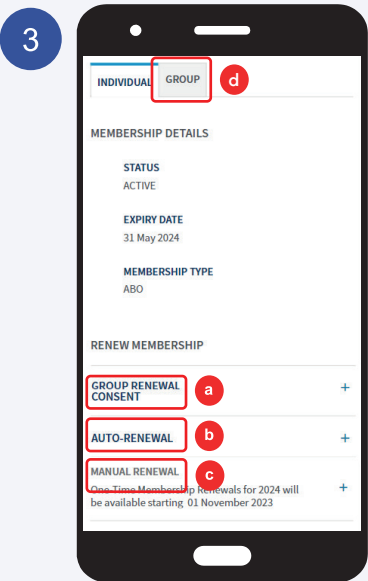 3
INDIVIDUAL GROUP d
MEMBERSHIP DETAILS
STATUS
ACTIVE
EXPIRY DATE
31 May 2024
MEMBERSHIP TYPE
ABO
RENEW MEMBERSHIP
GROUP RENEWAL
CONSENT
a +
AUTO-RENEWAL b +
MANUAL RENEWAL c
One-Time Membership Renewals for 2024 will +
be available starting 01 November 2023